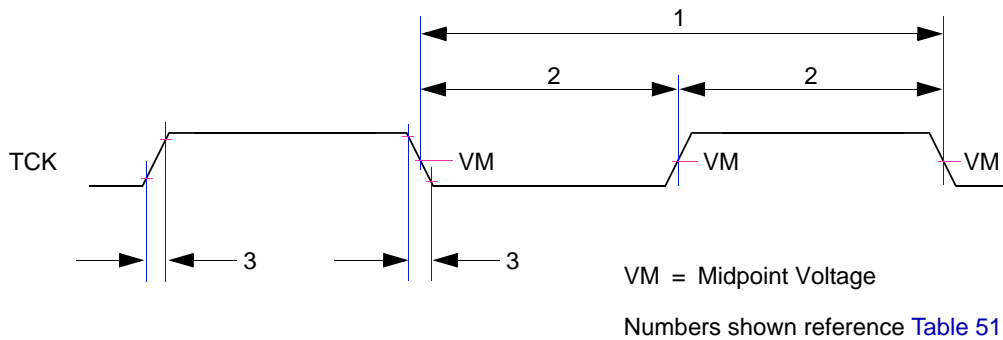 1
2 2
TCK VM VM VM
3 3
VM = Midpoint Voltage
Numbers shown reference Table 51